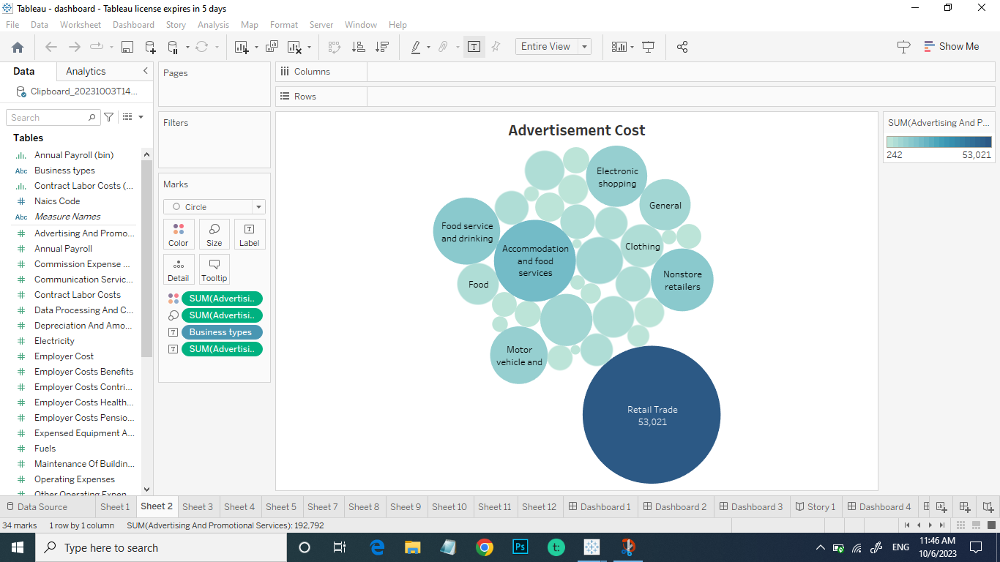 Tableau - dashboard - Tableau license expires in 5 days
File Data Worksheet Dashboard Story Analysis Map Format Server Window Help
Entire View
Show Me
Data Analytics
Clipboard_20231003T14...
Search
Tables
Annual Payroll (bin)
Abc Business types
Contract Labor Costs (...
Naics Code
Abc Measure Names
Advertising And Promo...
Annual Payroll
Commission Expense ...
Communication Servic...
Contract Labor Costs
Data Processing And C...
Depreciation And Amo...
Electricity
Employer Cost
Employer Costs Benefits
Employer Costs Contri...
Employer Costs Health...
Employer Costs Pensio...
Expensed Equipment A...
Fuels
Maintenance Of Buildin...
Operating Expenses
Other Operating Expen...
Pages
Filters
Marks
Circle
Color Size Label
Detail Tooltip
SUM(Advertisi..
SUM(Advertisi..
Business types
SUM(Advertisi..
Columns
Rows
Advertisement Cost
Electronic
shopping
General
Food service
and drinking
Accommodation
and food
services
Clothing
Nonstore
retailers
Food
Motor
vehicle and
Retail Trade
53,021
SUM(Advertising And P...
242 53,021
Data Source Sheet 1 Sheet 2 Sheet 3 Sheet 4 Sheet 5 Sheet 7 Sheet 8 Sheet 9 Sheet 10 Sheet 11 Sheet 12 Dashboard 1 Dashboard 2 Dashboard 3 Story 1 Dashboard 4
34 marks 1 row by 1 column SUM(Advertising And Promotional Services): 192,792
Type here to search
Ps
t:
ENG
11:46 AM
10/6/2023